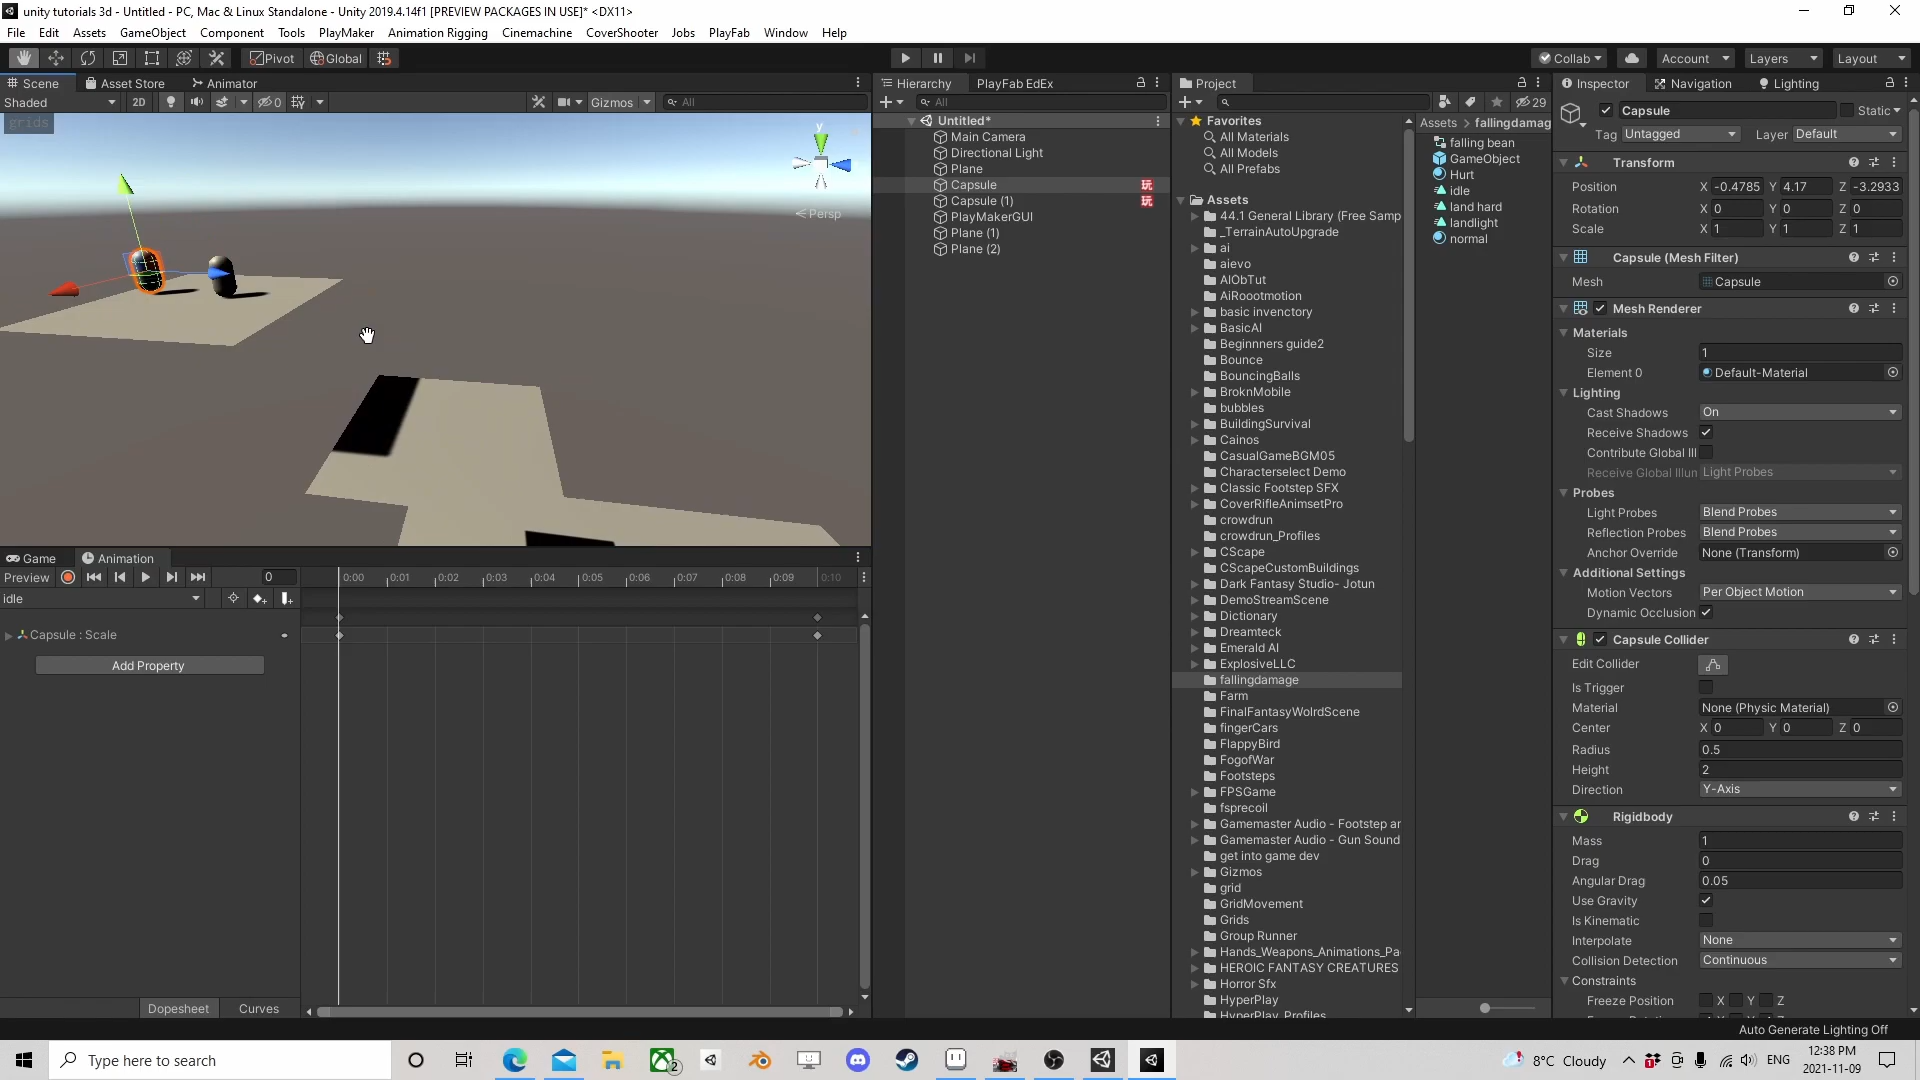 unity tutorials 3d - Untitled - PC, Mac & Linux Standalone - Unity 2019.4.14f1 [PREVIEW PACKAGES IN USE]* <DX11>
File Edit Assets GameObject Component Tools PlayMaker Animation Rigging Cinemachine CoverShooter Jobs PlayFab Window Help
Pivot Global Collab Account Layers Layout
Scene Asset Store Animator
Shaded 2D 0 Gizmos All
grids
y
Persp
Hierarchy PlayFab EdEx
All
Untitled*
Main Camera
Directional Light
Plane
Capsule 玩
Capsule (1) 玩
PlayMakerGUI
Plane (1)
Plane (2)
Project
29
Favorites
All Materials
All Models
All Prefabs
Assets
44.1 General Library (Free Samp
_TerrainAutoUpgrade
ai
aievo
AIObTut
AiRoootmotion
basic invenctory
BasicAI
Beginnners guide2
Bounce
BouncingBalls
BroknMobile
bubbles
BuildingSurvival
Cainos
CasualGameBGM05
Characterselect Demo
Classic Footstep SFX
CoverRifleAnimsetPro
crowdrun
crowdrun_Profiles
CScape
CScapeCustomBuildings
Dark Fantasy Studio- Jotun
DemoStreamScene
Dictionary
Dreamteck
Emerald AI
ExplosiveLLC
fallingdamage
Farm
FinalFantasyWolrdScene
fingerCars
FlappyBird
FogofWar
Footsteps
FPSGame
fsprecoil
Gamemaster Audio - Footstep ar
Gamemaster Audio - Gun Sound
get into game dev
Gizmos
grid
GridMovement
Grids
Group Runner
Hands_Weapons_Animations_Pa
HEROIC FANTASY CREATURES
Horror Sfx
HyperPlay
HyperPlay_Profiles
Assets > fallingdamag
falling bean
GameObject
Hurt
idle
land hard
landlight
normal
Inspector Navigation Lighting
Capsule Static
Tag Untagged Layer Default
Transform
Position X -0.4785 Y 4.17 Z -3.2933
Rotation X 0 Y 0 Z 0
Scale X 1 Y 1 Z 1
Capsule (Mesh Filter)
Mesh Capsule
Mesh Renderer
Materials
Size 1
Element 0 Default-Material
Lighting
Cast Shadows On
Receive Shadows
Contribute Global Ill
Receive Global Illun Light Probes
Probes
Light Probes Blend Probes
Reflection Probes Blend Probes
Anchor Override None (Transform)
Additional Settings
Motion Vectors Per Object Motion
Dynamic Occlusion
Capsule Collider
Edit Collider
Is Trigger
Material None (Physic Material)
Center X 0 Y 0 Z 0
Radius 0.5
Height 2
Direction Y-Axis
Rigidbody
Mass 1
Drag 0
Angular Drag 0.05
Use Gravity
Is Kinematic
Interpolate None
Collision Detection Continuous
Constraints
Freeze Position X Y Z
Game Animation
Preview 0 0:00 0:01 0:02 0:03 0:04 0:05 0:06 0:07 0:08 0:09 0:10
idle
Capsule : Scale
Add Property
Dopesheet Curves
Auto Generate Lighting Off
Type here to search
2
8°C Cloudy ENG 12:38 PM
2021-11-09